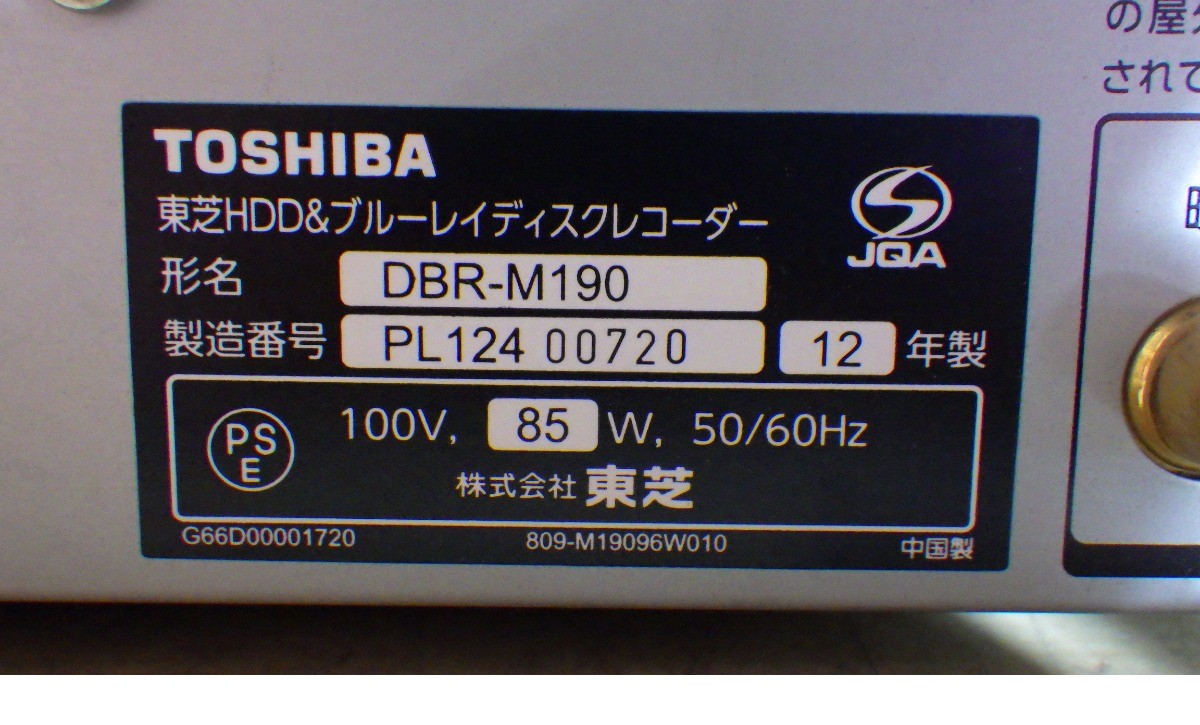 TOSHIBA
東芝HDD&ブルーレイディスクレコーダー
JQA
形名 DBR-M190
製造番号 PL124 00720 12 年製
PS
E
100V, 85 W, 50/60Hz
株式会社 東芝
G66D00001720 809-M19096W010 中国製
の屋
されて